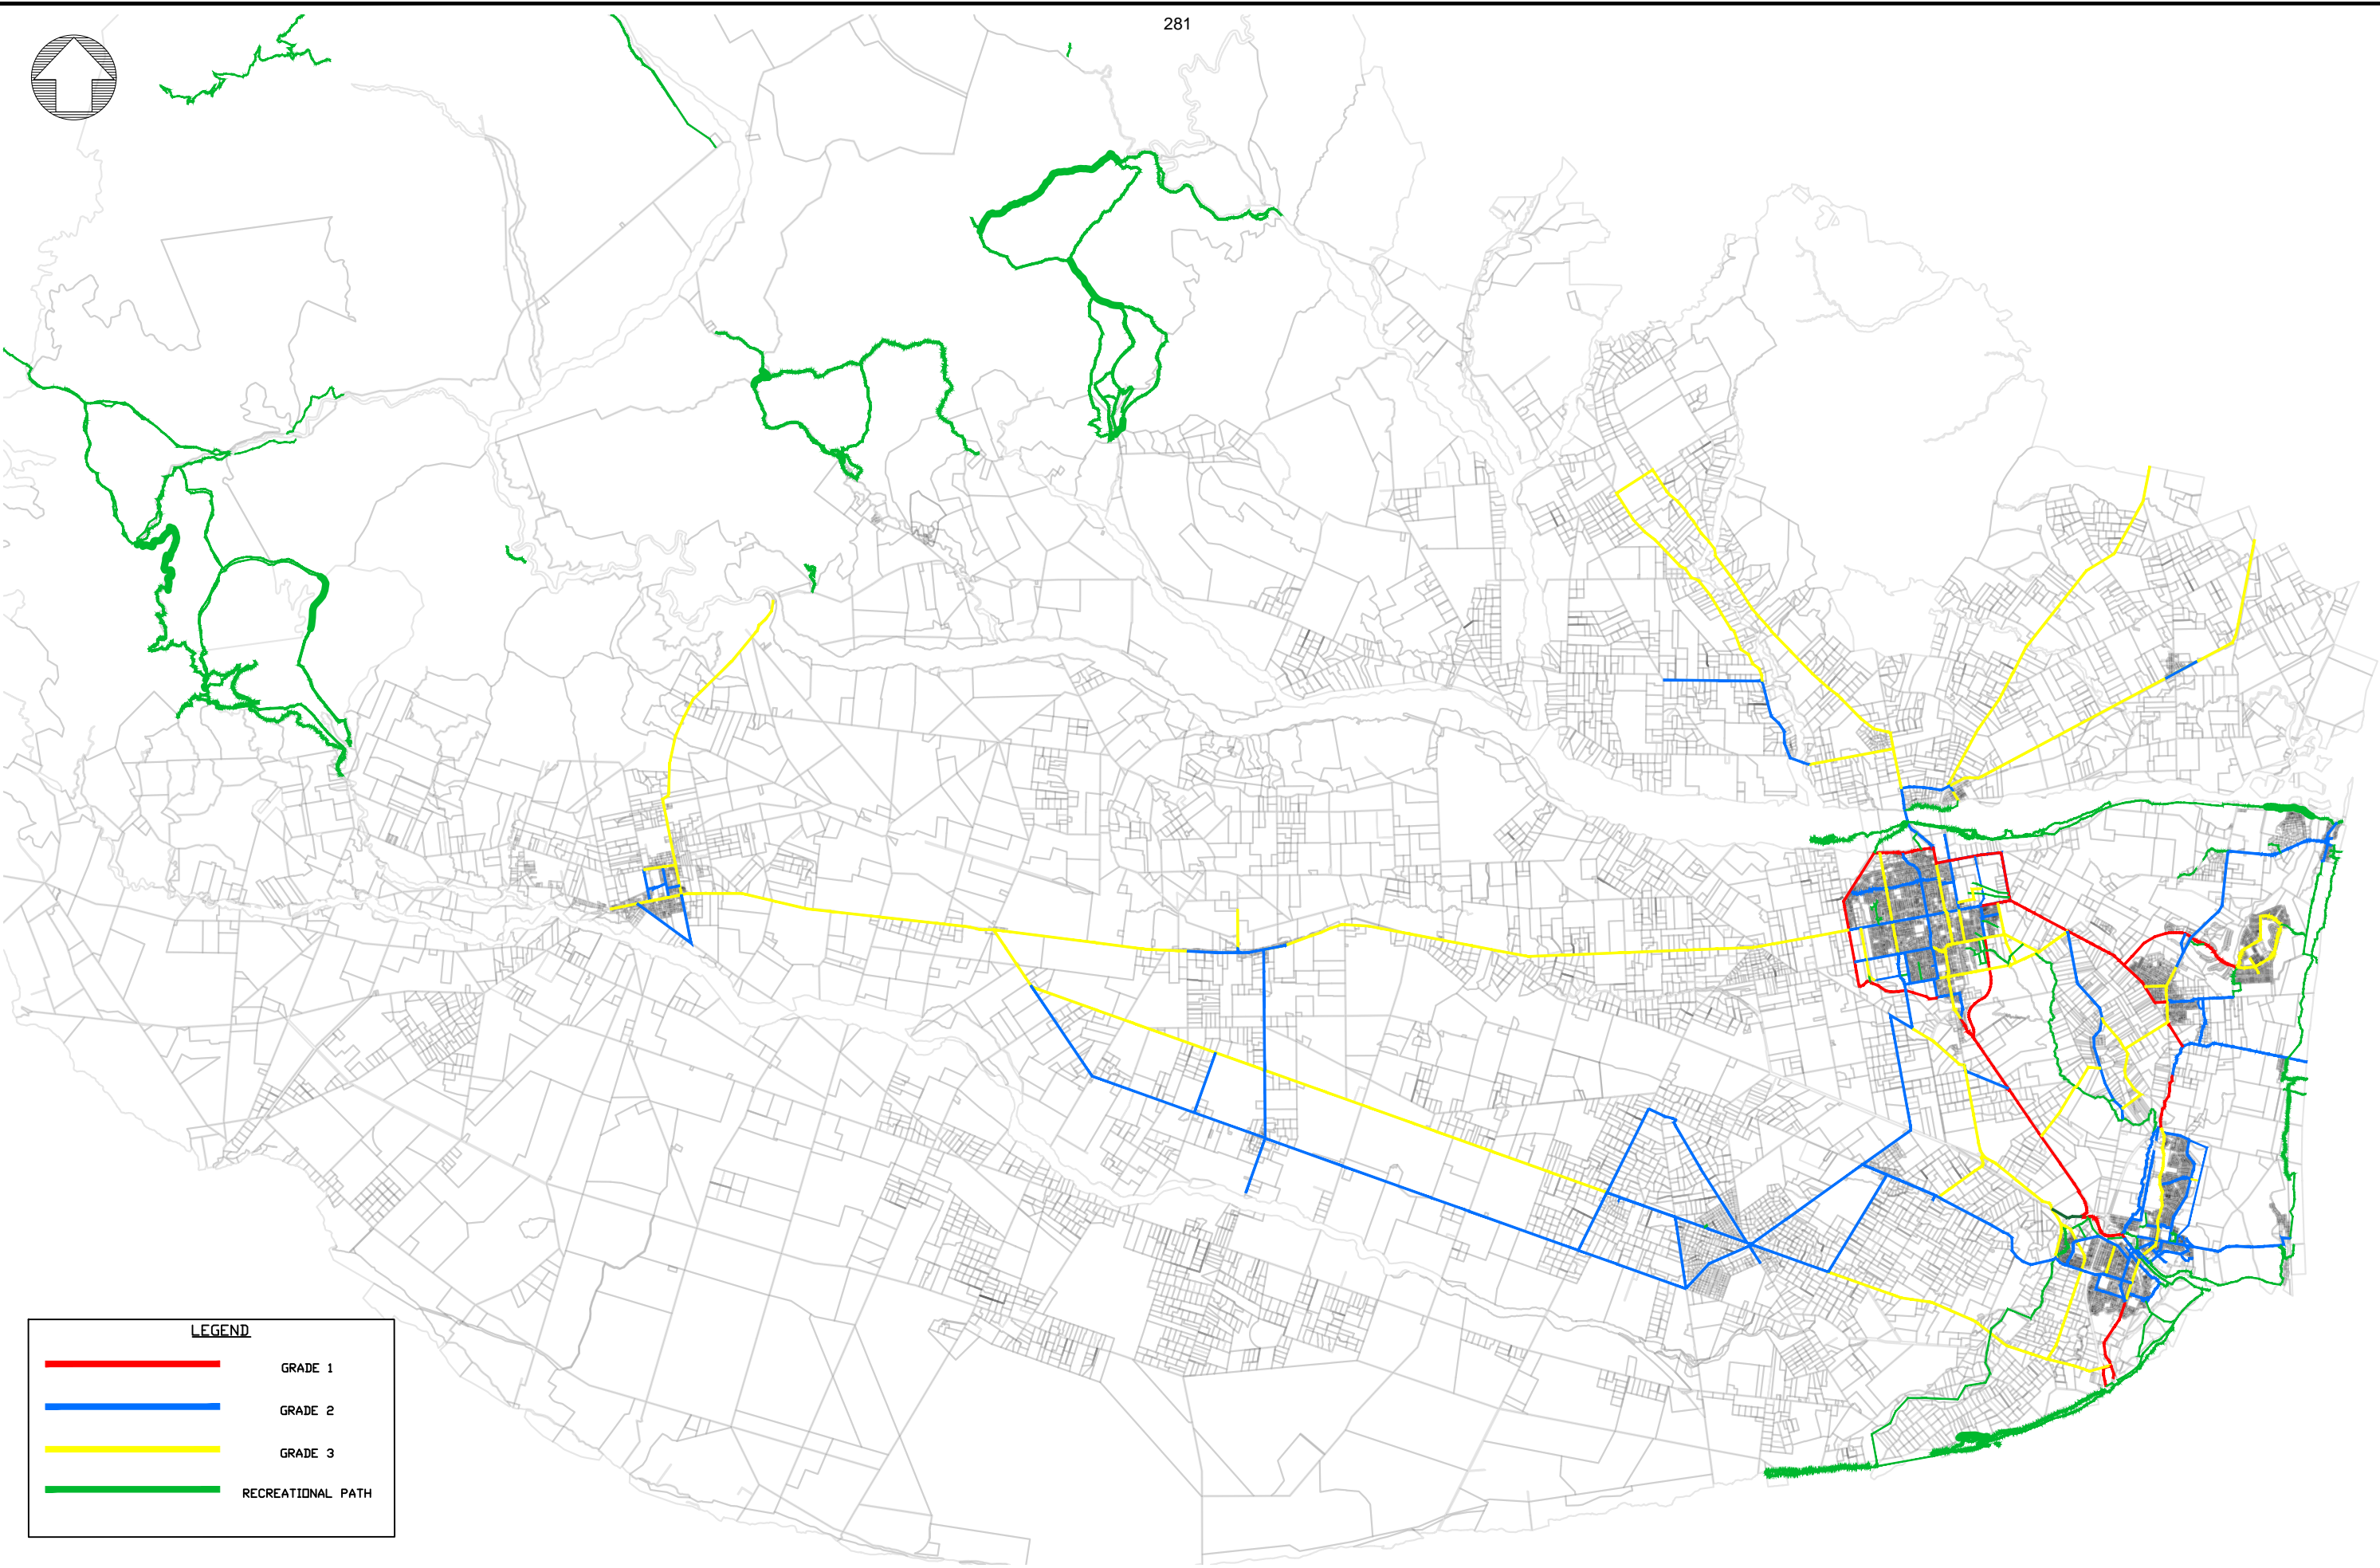 281
LEGEND
GRADE 1
GRADE 2
GRADE 3
RECREATIONAL PATH